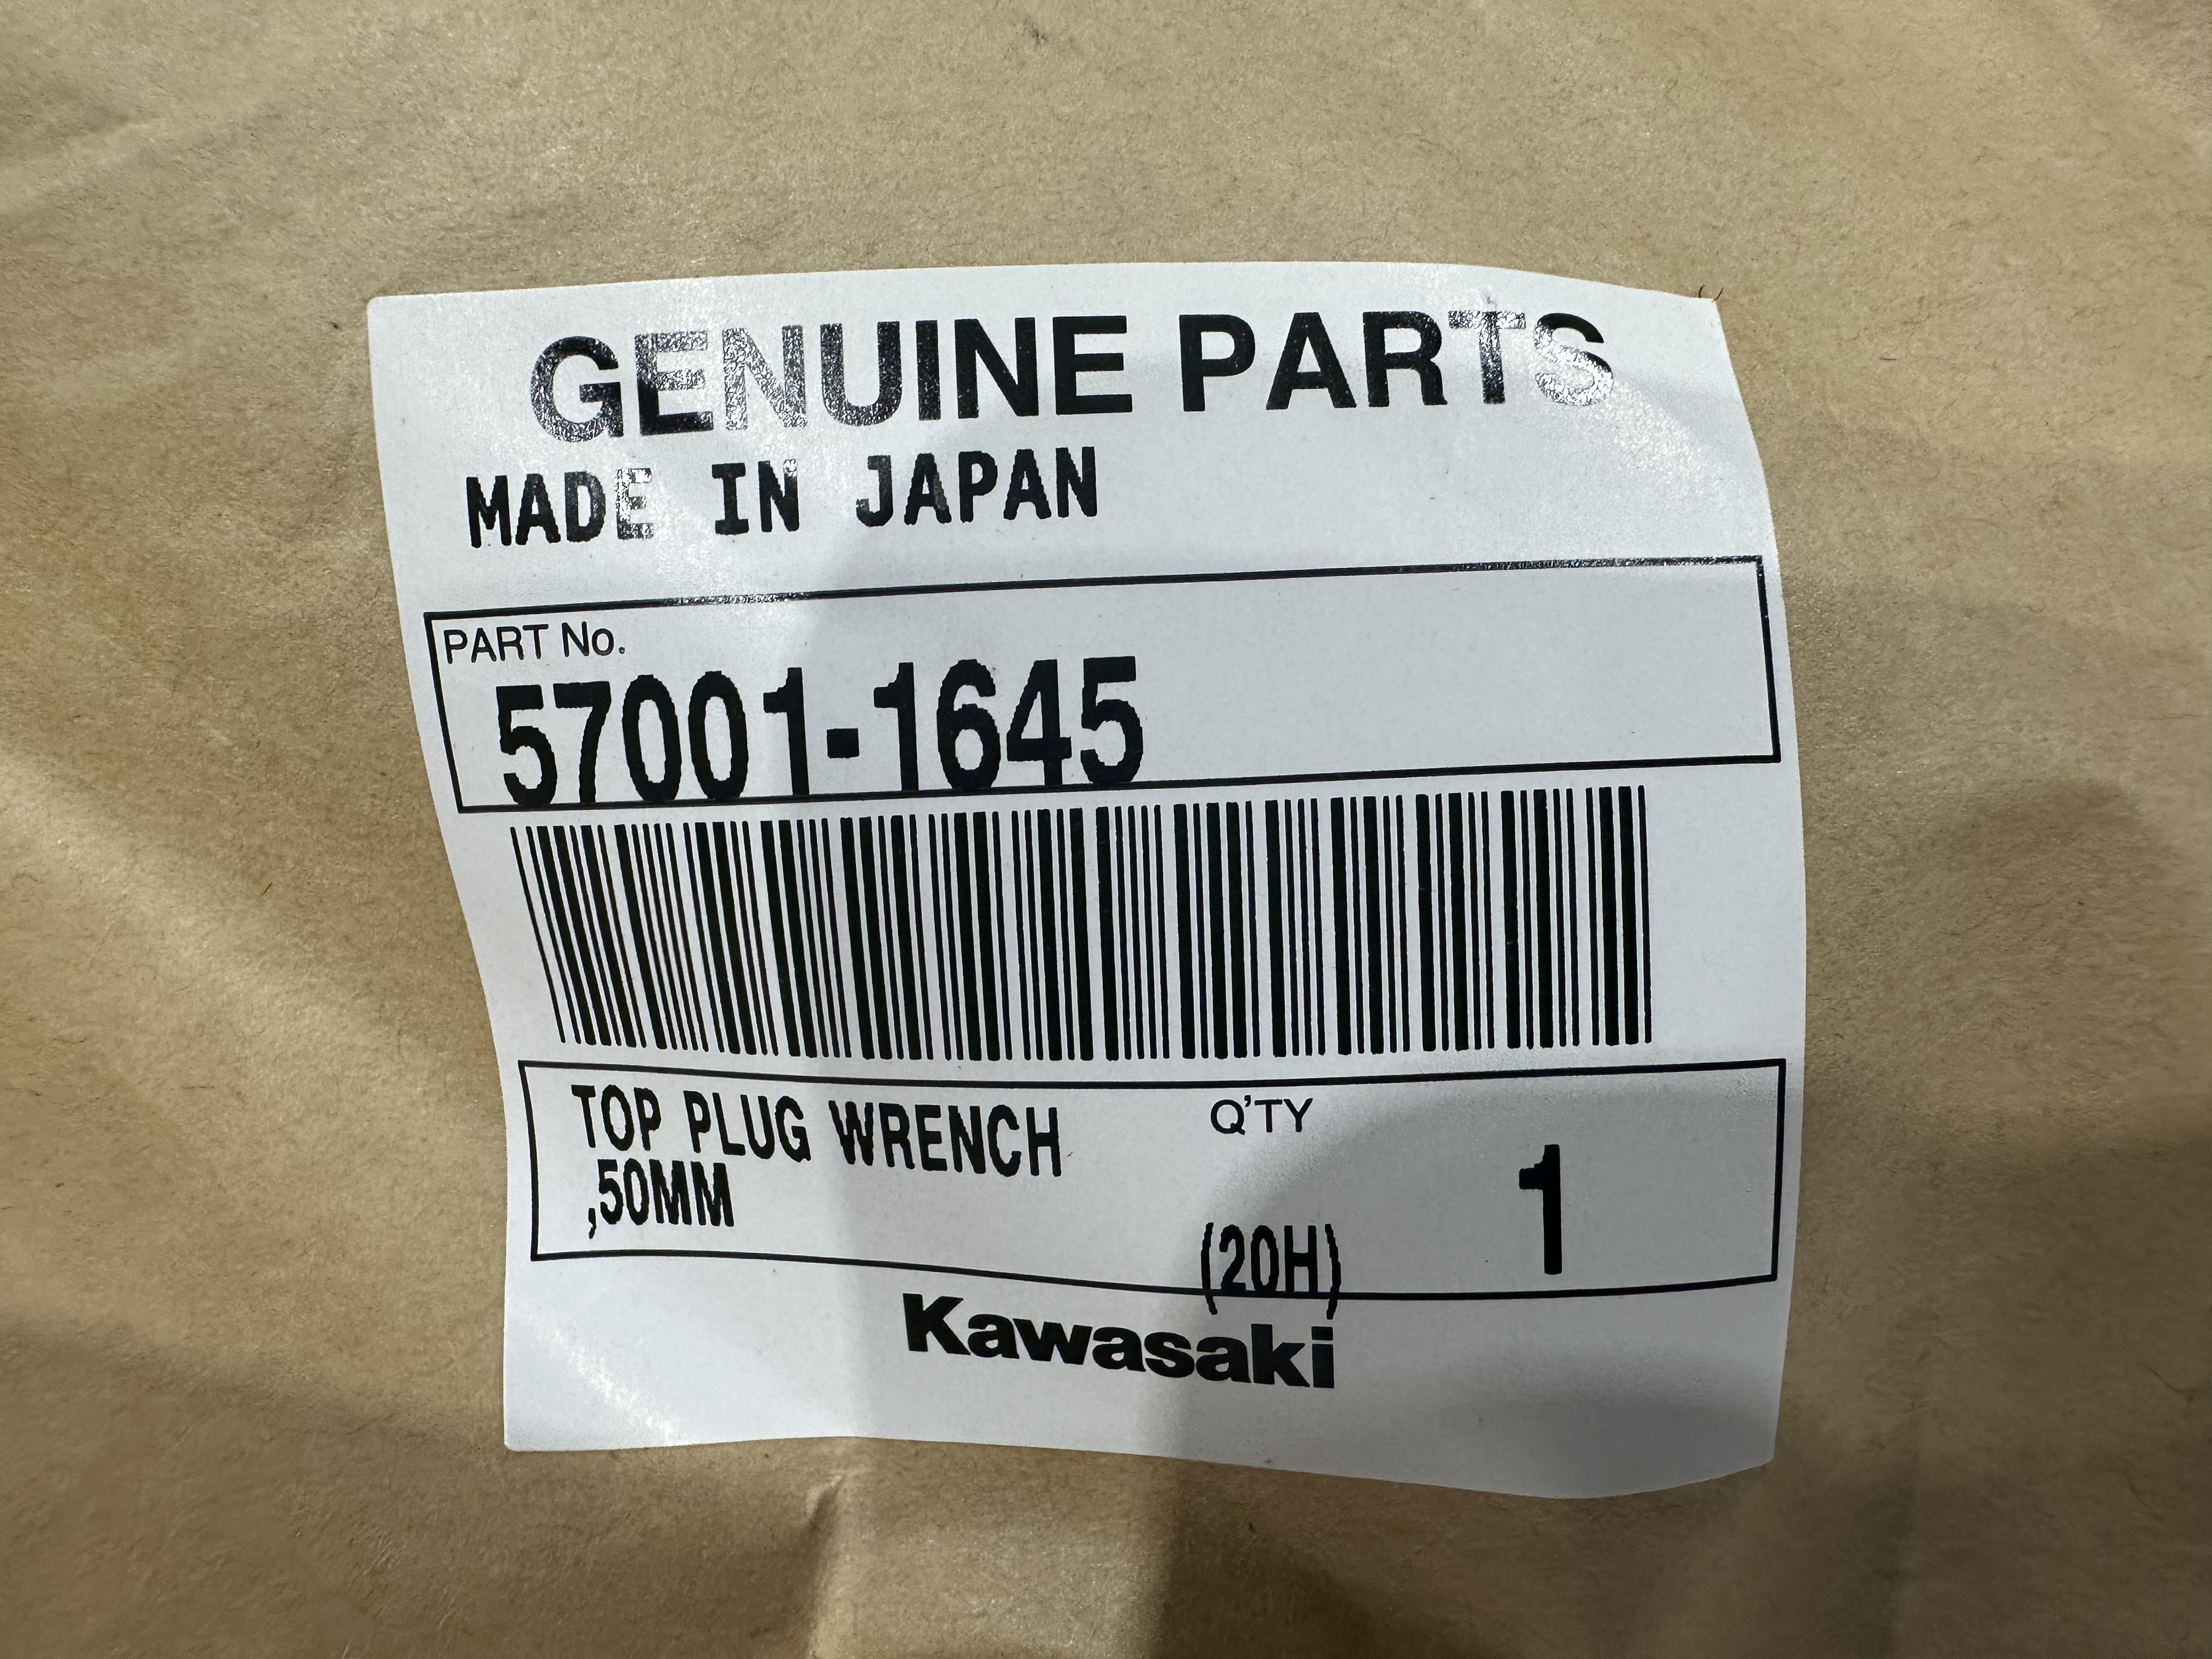 GENUINE PARTS
MADE IN JAPAN
PART No.
57001-1645
TOP PLUG WRENCH
,50MM
Q'TY
1
(20H)
Kawasaki